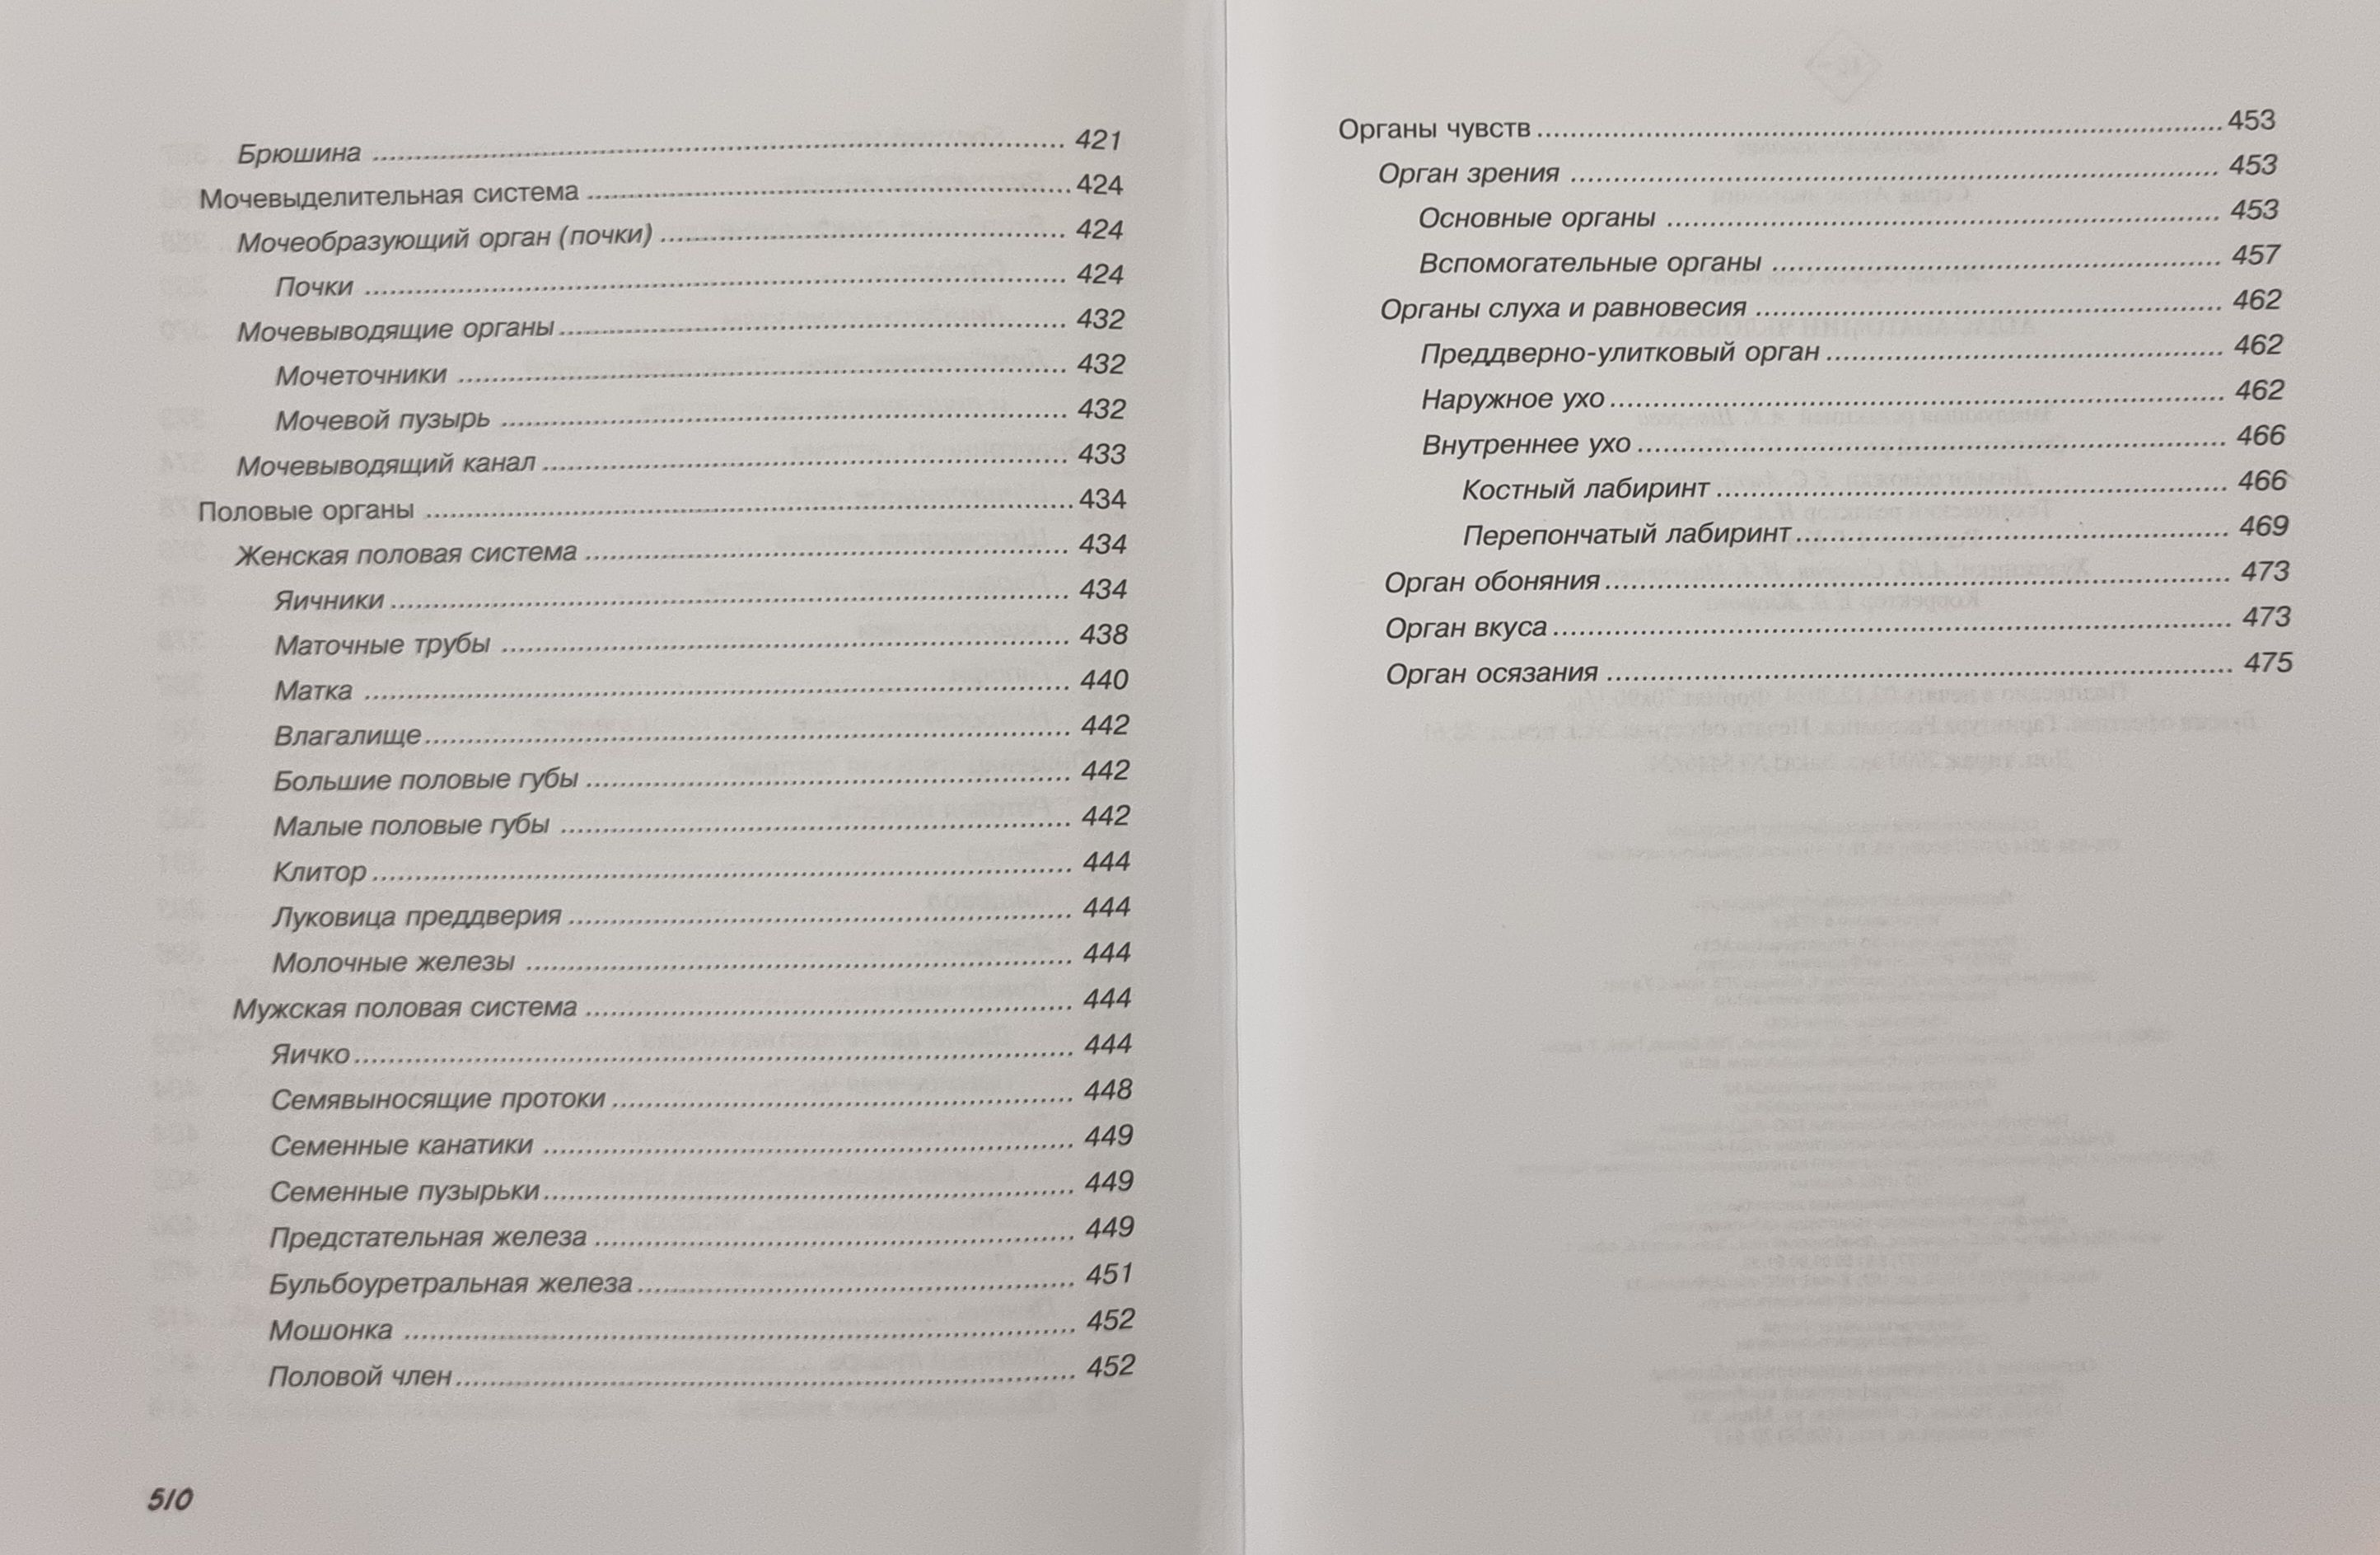 Брюшина ........ 421
Мочевыделительная система ........ 424
Мочеобразующий орган (почки) ........ 424
Почки ........ 424
Мочевыводящие органы ........ 432
Мочеточники ........ 432
Мочевой пузырь ........ 432
Мочевыводящий канал ........ 433
Половые органы ........ 434
Женская половая система ........ 434
Яичники ........ 434
Маточные трубы ........ 438
Матка ........ 440
Влагалище ........ 442
Большие половые губы ........ 442
Малые половые губы ........ 442
Клитор ........ 444
Луковица преддверия ........ 444
Молочные железы ........ 444
Мужская половая система ........ 444
Яичко ........ 444
Семявыносящие протоки ........ 448
Семенные канатики ........ 449
Семенные пузырьки ........ 449
Предстательная железа ........ 449
Бульбоуретральная железа ........ 451
Мошонка ........ 452
Половой член ........ 452
510
Органы чувств ........ 453
Орган зрения ........ 453
Основные органы ........ 453
Вспомогательные органы ........ 457
Органы слуха и равновесия ........ 462
Преддверно-улитковый орган ........ 462
Наружное ухо ........ 462
Внутреннее ухо ........ 466
Костный лабиринт ........ 466
Перепончатый лабиринт ........ 469
Орган обоняния ........ 473
Орган вкуса ........ 473
Орган осязания ........ 475